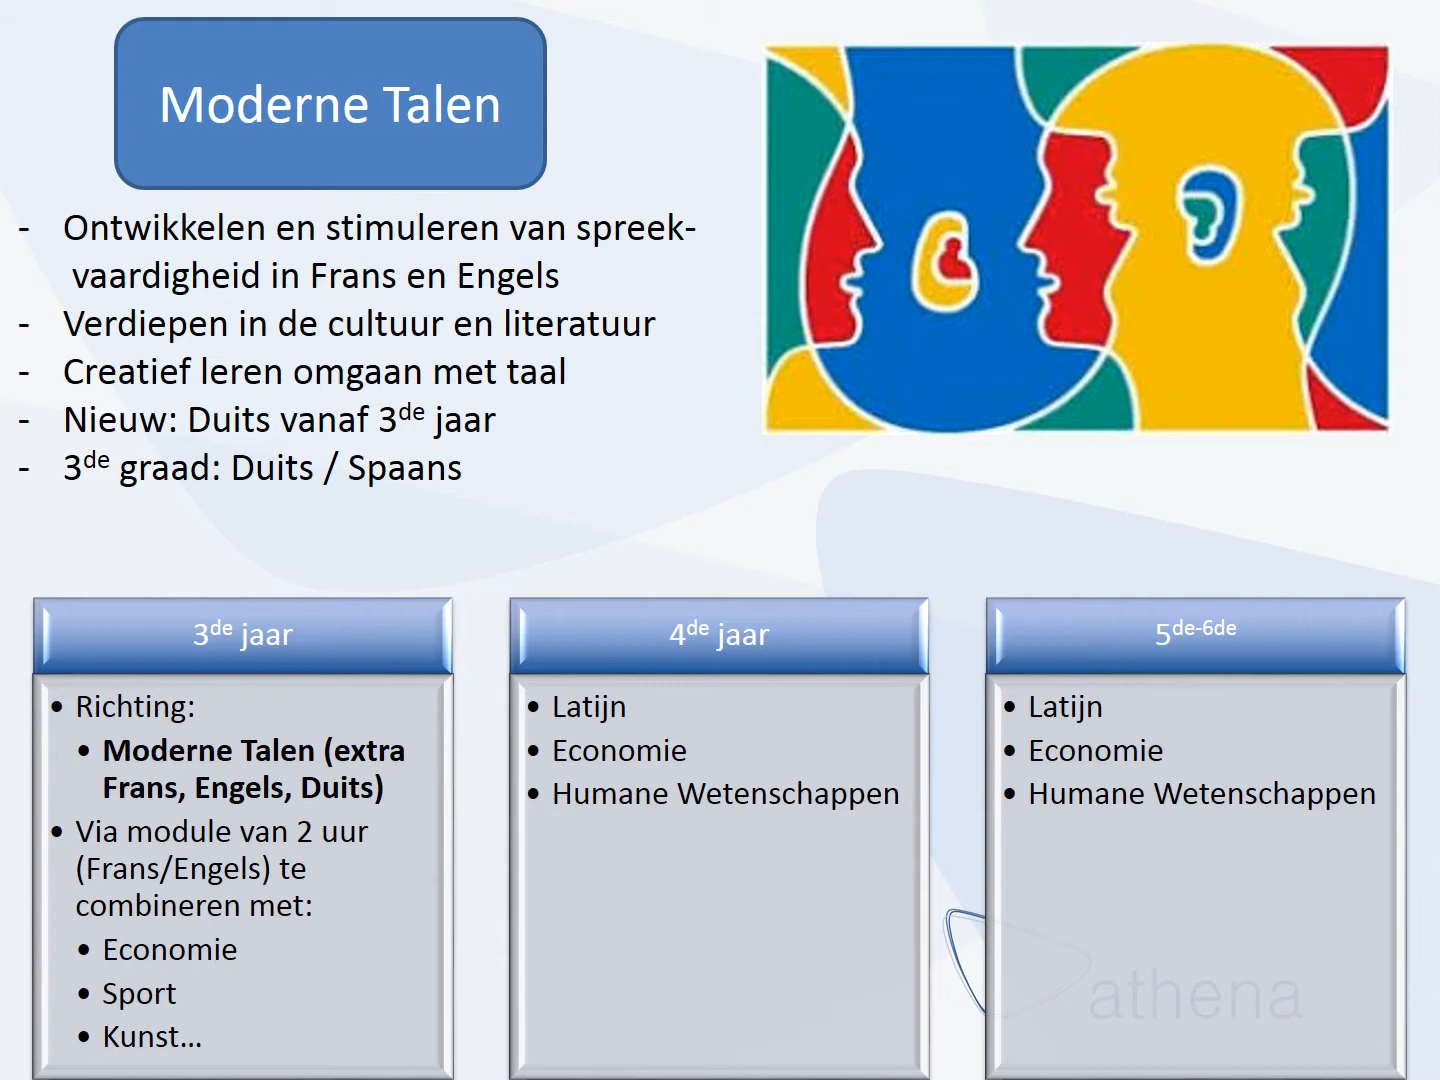 Moderne Talen
- Ontwikkelen en stimuleren van spreek-
vaardigheid in Frans en Engels
- Verdiepen in de cultuur en literatuur
- Creatief leren omgaan met taal
- Nieuw: Duits vanaf 3de jaar
- 3de graad: Duits / Spaans
3de jaar
• Richting:
• Moderne Talen (extra
Frans, Engels, Duits)
• Via module van 2 uur
(Frans/Engels) te
combineren met:
• Economie
• Sport
• Kunst...
4de jaar
• Latijn
• Economie
• Humane Wetenschappen
5de-6de
• Latijn
• Economie
• Humane Wetenschappen
athena